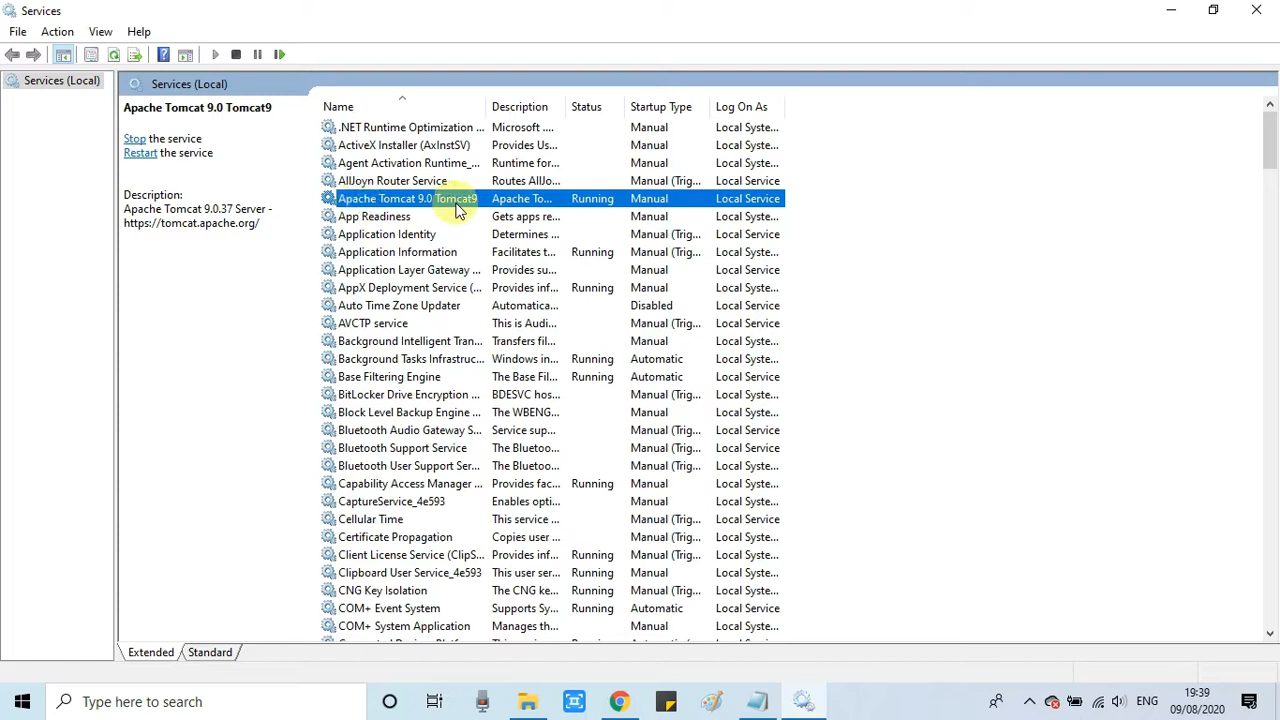 Services
File Action View Help
Services (Local)
Services (Local)
Apache Tomcat 9.0 Tomcat9
Stop the service
Restart the service
Description:
Apache Tomcat 9.0.37 Server -
https://tomcat.apache.org/
Name Description Status Startup Type Log On As
.NET Runtime Optimization ... Microsoft .... Manual Local Syste...
ActiveX Installer (AxInstSV) Provides Us... Manual Local Syste...
Agent Activation Runtime_... Runtime for... Manual Local Syste...
AllJoyn Router Service Routes AllJo... Manual (Trig... Local Service
Apache Tomcat 9.0 Tomcat9 Apache To... Running Manual Local Service
App Readiness Gets apps re... Manual Local Syste...
Application Identity Determines ... Manual (Trig... Local Service
Application Information Facilitates t... Running Manual (Trig... Local Syste...
Application Layer Gateway ... Provides su... Manual Local Service
AppX Deployment Service (... Provides inf... Running Manual Local Syste...
Auto Time Zone Updater Automatica... Disabled Local Service
AVCTP service This is Audi... Manual (Trig... Local Service
Background Intelligent Tran... Transfers fil... Manual Local Syste...
Background Tasks Infrastruc... Windows in... Running Automatic Local Syste...
Base Filtering Engine The Base Fil... Running Automatic Local Service
BitLocker Drive Encryption ... BDESVC hos... Manual (Trig... Local Syste...
Block Level Backup Engine ... The WBENG... Manual Local Syste...
Bluetooth Audio Gateway S... Service sup... Manual (Trig... Local Service
Bluetooth Support Service The Bluetoo... Manual (Trig... Local Service
Bluetooth User Support Ser... The Bluetoo... Manual (Trig... Local Syste...
Capability Access Manager ... Provides fac... Running Manual Local Syste...
CaptureService_4e593 Enables opti... Manual Local Syste...
Cellular Time This service ... Manual (Trig... Local Service
Certificate Propagation Copies user ... Manual (Trig... Local Syste...
Client License Service (ClipS... Provides inf... Running Manual (Trig... Local Syste...
Clipboard User Service_4e593 This user ser... Running Manual Local Syste...
CNG Key Isolation The CNG ke... Running Manual (Trig... Local Syste...
COM+ Event System Supports Sy... Running Automatic Local Service
COM+ System Application Manages th... Manual Local Syste...
Extended Standard
Type here to search
ENG
19:39
09/08/2020